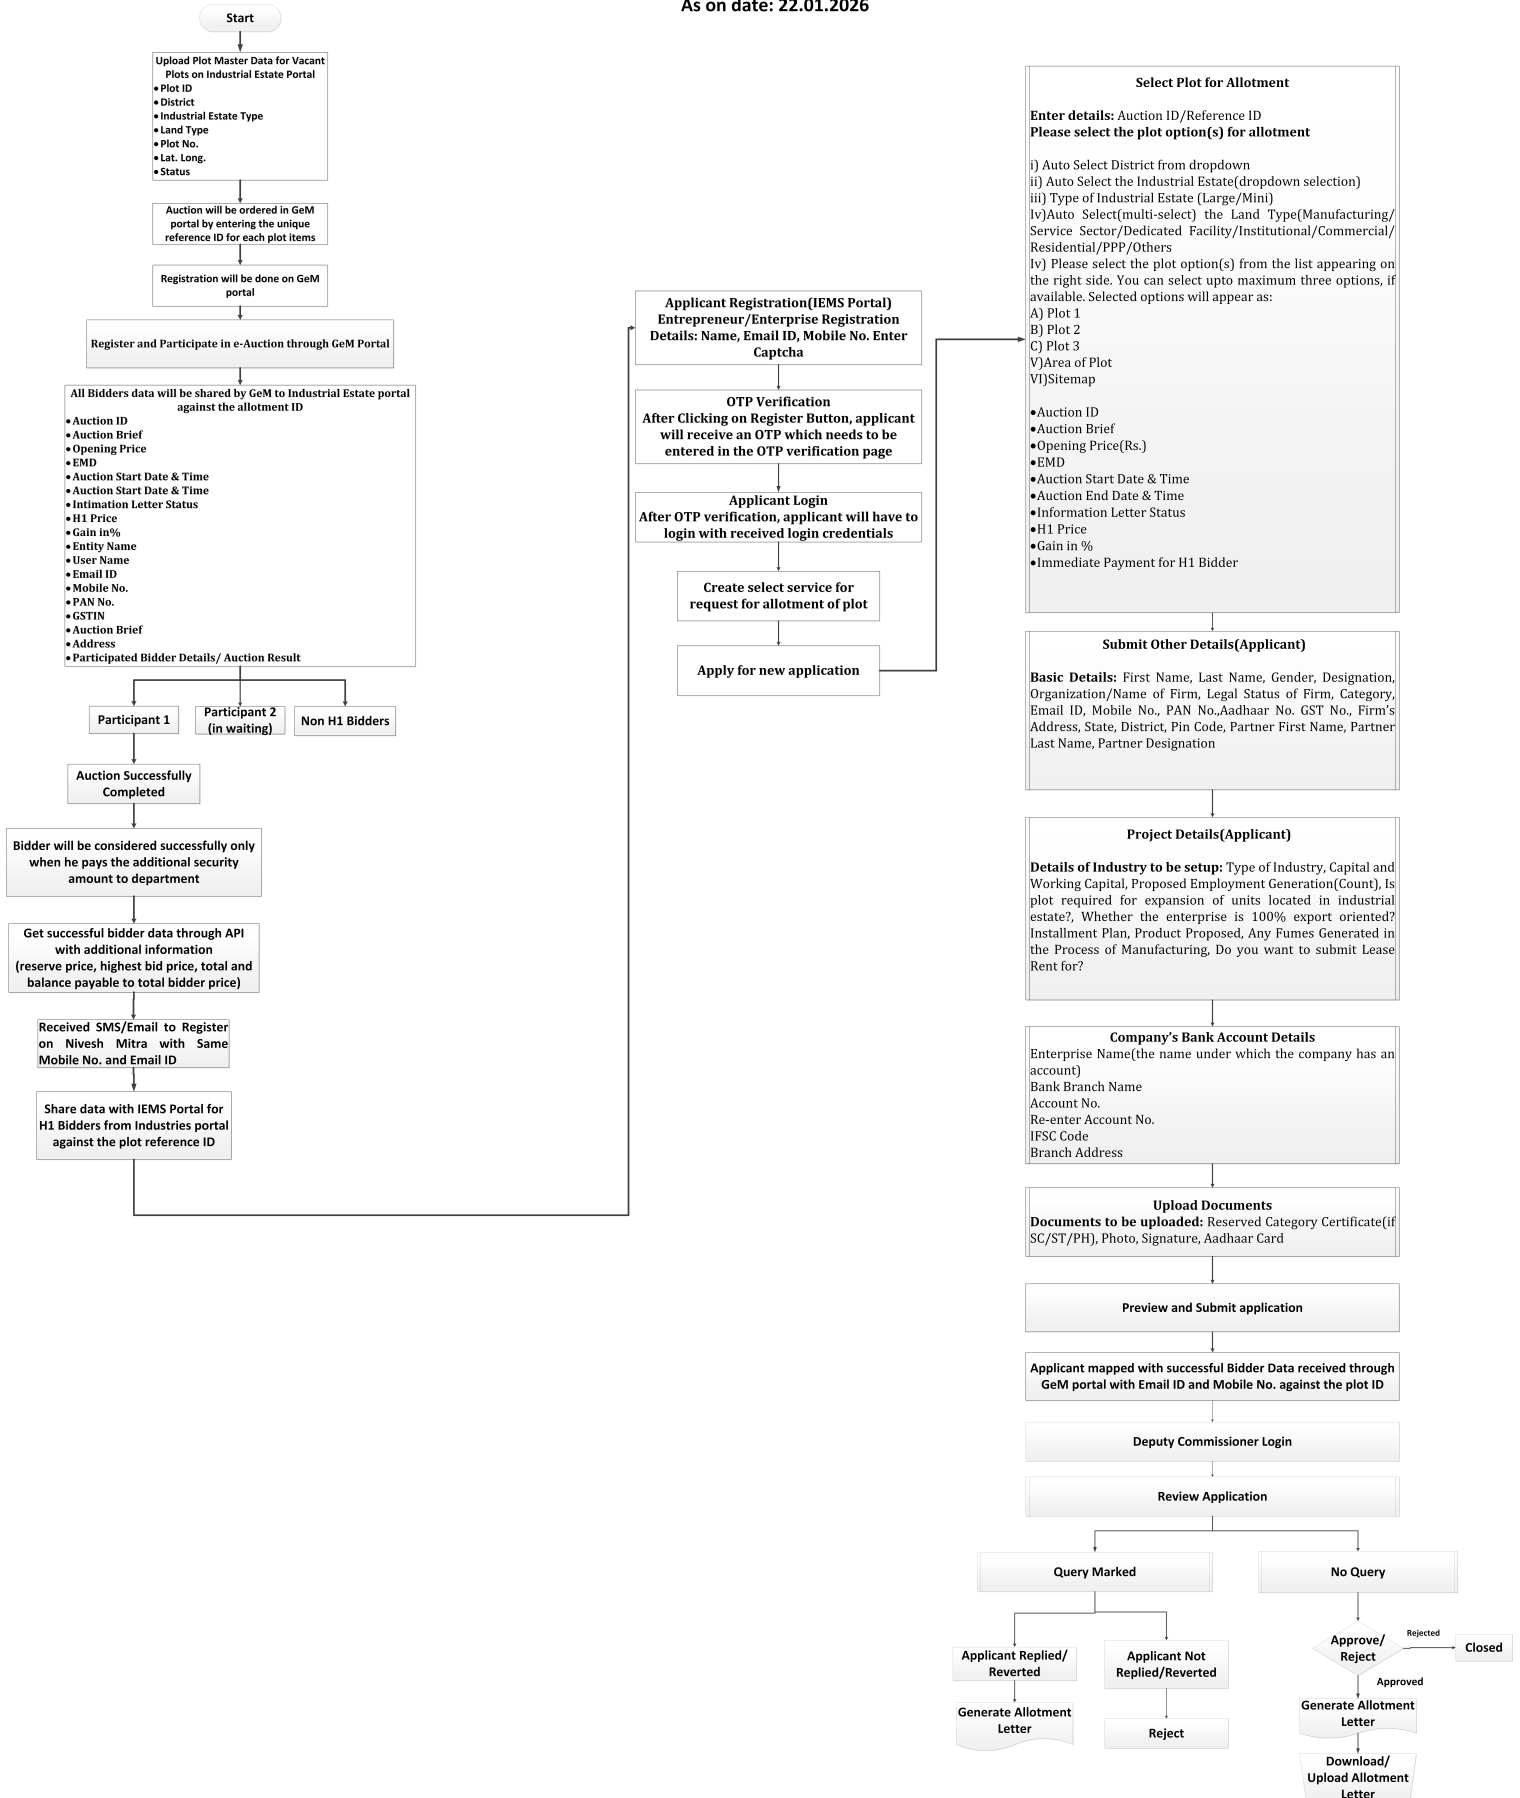 As on date: 22.01.2026
Start
Upload Plot Master Data for Vacant
Plots on Industrial Estate Portal
• Plot ID
• District
• Industrial Estate Type
• Land Type
• Plot No.
• Lat. Long.
• Status
Auction will be ordered in GeM
portal by entering the unique
reference ID for each plot items
Registration will be done on GeM
portal
Register and Participate in e-Auction through GeM Portal
All Bidders data will be shared by GeM to Industrial Estate portal
against the allotment ID
• Auction ID
• Auction Brief
• Opening Price
• EMD
• Auction Start Date & Time
• Auction Start Date & Time
• Intimation Letter Status
• H1 Price
• Gain in%
• Entity Name
• User Name
• Email ID
• Mobile No.
• PAN No.
• GSTIN
• Auction Brief
• Address
• Participated Bidder Details/ Auction Result
Participant 1
Participant 2
(in waiting)
Non H1 Bidders
Auction Successfully
Completed
Bidder will be considered successfully only
when he pays the additional security
amount to department
Get successful bidder data through API
with additional information
(reserve price, highest bid price, total and
balance payable to total bidder price)
Received SMS/Email to Register
on Nivesh Mitra with Same
Mobile No. and Email ID
Share data with IEMS Portal for
H1 Bidders from Industries portal
against the plot reference ID
Applicant Registration(IEMS Portal)
Entrepreneur/Enterprise Registration
Details: Name, Email ID, Mobile No. Enter
Captcha
OTP Verification
After Clicking on Register Button, applicant
will receive an OTP which needs to be
entered in the OTP verification page
Applicant Login
After OTP verification, applicant will have to
login with received login credentials
Create select service for
request for allotment of plot
Apply for new application
Select Plot for Allotment
Enter details: Auction ID/Reference ID
Please select the plot option(s) for allotment
i) Auto Select District from dropdown
ii) Auto Select the Industrial Estate(dropdown selection)
iii) Type of Industrial Estate (Large/Mini)
Iv)Auto Select(multi-select) the Land Type(Manufacturing/
Service Sector/Dedicated Facility/Institutional/Commercial/
Residential/PPP/Others
Iv) Please select the plot option(s) from the list appearing on
the right side. You can select upto maximum three options, if
available. Selected options will appear as:
A) Plot 1
B) Plot 2
C) Plot 3
V)Area of Plot
VI)Sitemap
•Auction ID
•Auction Brief
•Opening Price(Rs.)
•EMD
•Auction Start Date & Time
•Auction End Date & Time
•Information Letter Status
•H1 Price
•Gain in %
•Immediate Payment for H1 Bidder
Submit Other Details(Applicant)
Basic Details: First Name, Last Name, Gender, Designation,
Organization/Name of Firm, Legal Status of Firm, Category,
Email ID, Mobile No., PAN No.,Aadhaar No. GST No., Firm's
Address, State, District, Pin Code, Partner First Name, Partner
Last Name, Partner Designation
Project Details(Applicant)
Details of Industry to be setup: Type of Industry, Capital and
Working Capital, Proposed Employment Generation(Count), Is
plot required for expansion of units located in industrial
estate?, Whether the enterprise is 100% export oriented?
Installment Plan, Product Proposed, Any Fumes Generated in
the Process of Manufacturing, Do you want to submit Lease
Rent for?
Company's Bank Account Details
Enterprise Name(the name under which the company has an
account)
Bank Branch Name
Account No.
Re-enter Account No.
IFSC Code
Branch Address
Upload Documents
Documents to be uploaded: Reserved Category Certificate(if
SC/ST/PH), Photo, Signature, Aadhaar Card
Preview and Submit application
Applicant mapped with successful Bidder Data received through
GeM portal with Email ID and Mobile No. against the plot ID
Deputy Commissioner Login
Review Application
Query Marked
No Query
Applicant Replied/
Reverted
Applicant Not
Replied/Reverted
Approve/
Reject
Rejected
Closed
Approved
Generate Allotment
Letter
Reject
Generate Allotment
Letter
Download/
Upload Allotment
Letter